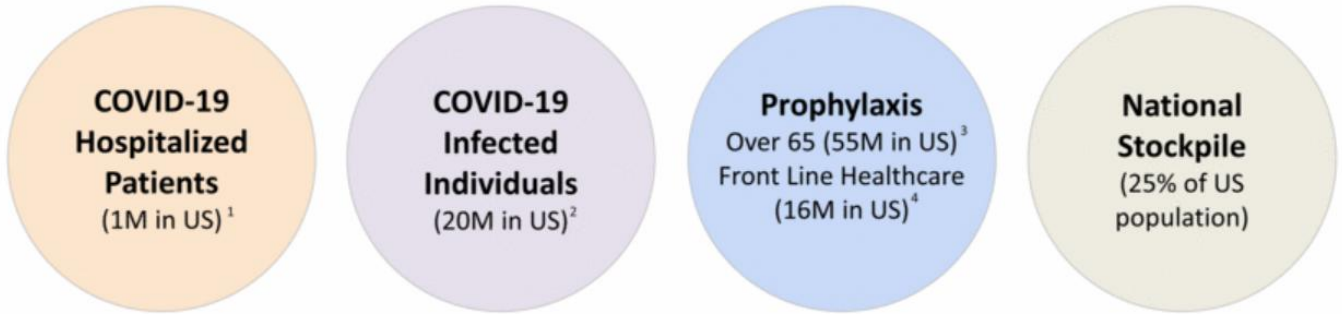 COVID-19
Hospitalized
Patients
(1M in US) 1
COVID-19
Infected
Individuals
(20M in US)2
Prophylaxis
Over 65 (55M in US)3
Front Line Healthcare
(16M in US)4
National
Stockpile
(25% of US
population)